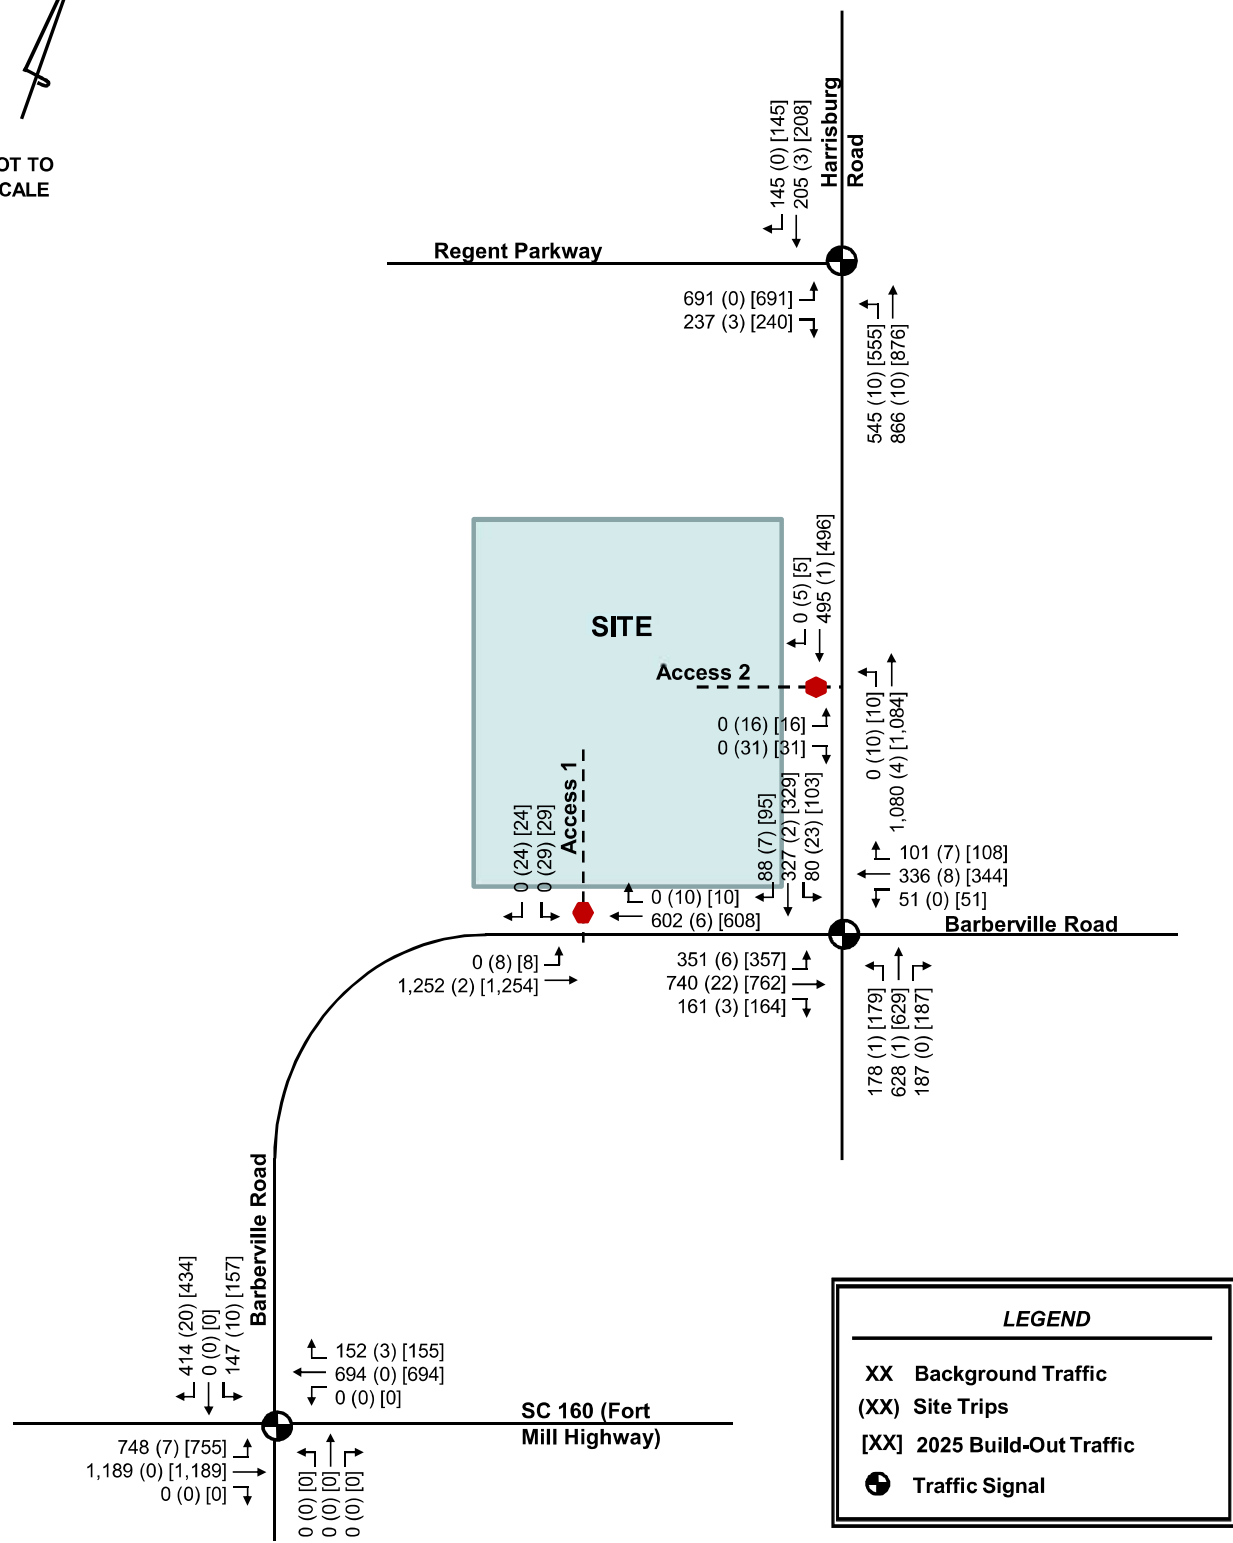 OT TO
CALE
145 (0) [145]
205 (3) [208]
Harrisburg
Road
Regent Parkway
691 (0) [691]
237 (3) [240]
545 (10) [555]
866 (10) [876]
SITE
0 (5) [5]
495 (1) [496]
Access 2
0 (16) [16]
0 (31) [31]
0 (10) [10]
1,080 (4) [1,084]
Access 1
0 (24) [24]
0 (29) [29]
88 (7) [95]
327 (2) [329]
80 (23) [103]
0 (10) [10]
602 (6) [608]
101 (7) [108]
336 (8) [344]
51 (0) [51]
Barberville Road
0 (8) [8]
1,252 (2) [1,254]
351 (6) [357]
740 (22) [762]
161 (3) [164]
178 (1) [179]
628 (1) [629]
187 (0) [187]
Barberville Road
414 (20) [434]
0 (0) [0]
147 (10) [157]
152 (3) [155]
694 (0) [694]
0 (0) [0]
SC 160 (Fort
Mill Highway)
748 (7) [755]
1,189 (0) [1,189]
0 (0) [0]
0 (0) [0]
0 (0) [0]
0 (0) [0]
LEGEND
XX Background Traffic
(XX) Site Trips
[XX] 2025 Build-Out Traffic
Traffic Signal